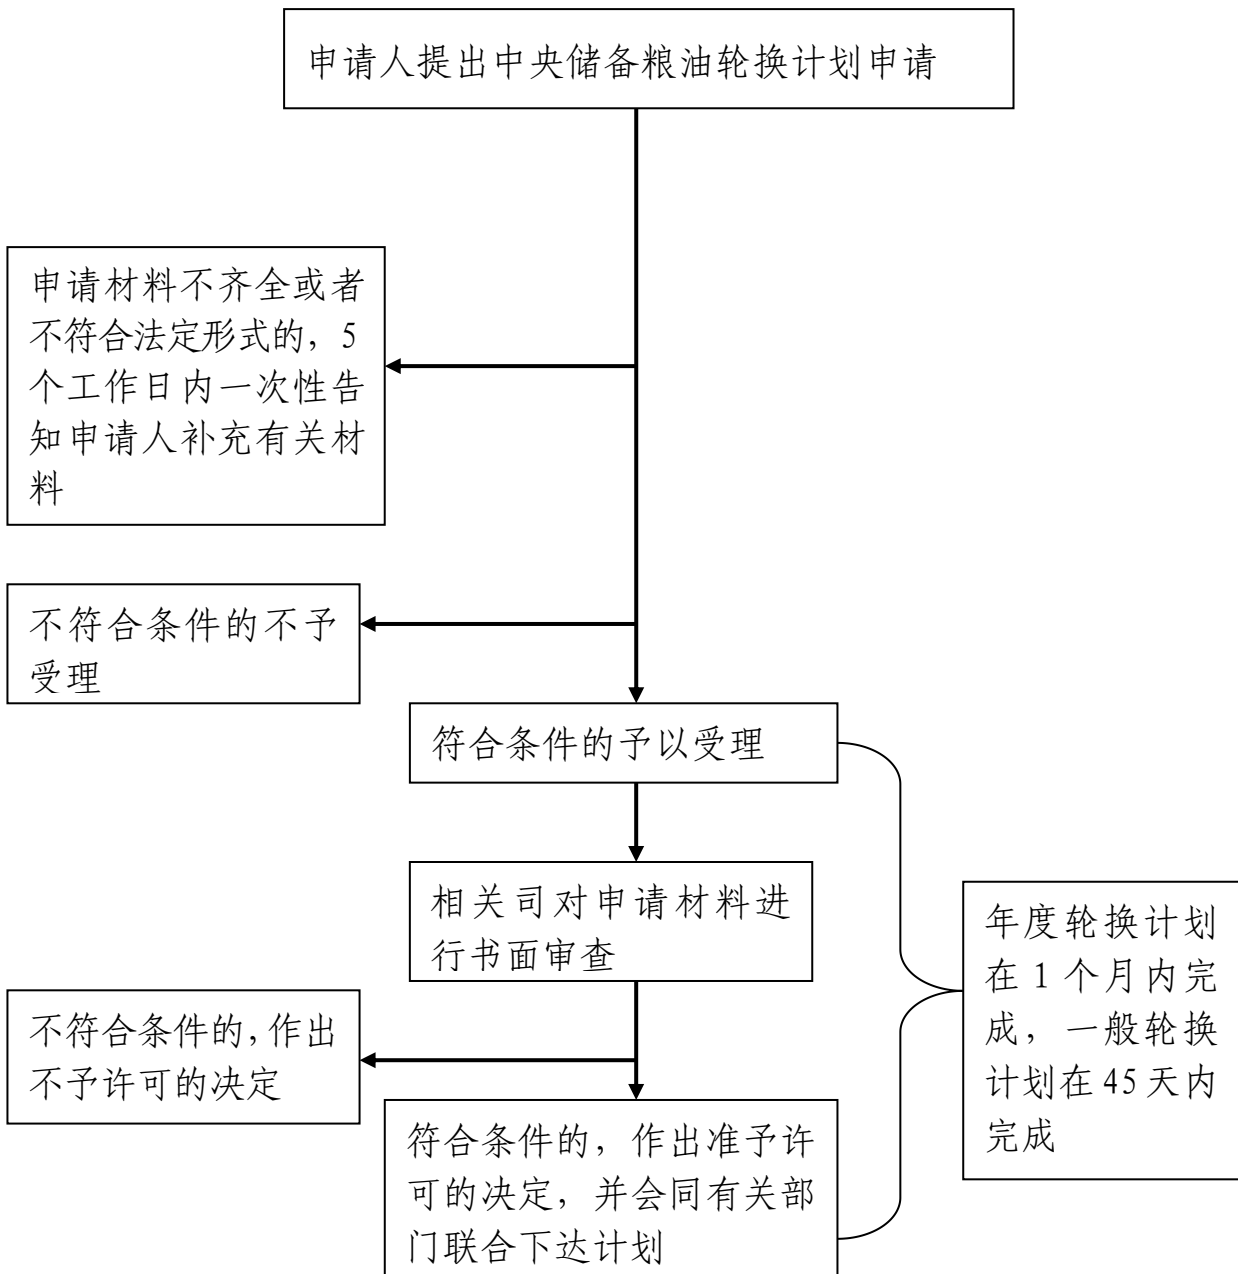 申请人提出中央储备粮油轮换计划申请
申请材料不齐全或者
不符合法定形式的，5
个工作日内一次性告
知申请人补充有关材
料
不符合条件的不予
受理
符合条件的予以受理
相关司对申请材料进
行书面审查
年度轮换计划
在 1 个月内完
成，一般轮换
计划在 45 天内
完成
不符合条件的，作出
不予许可的决定
符合条件的，作出准予许
可的决定，并会同有关部
门联合下达计划